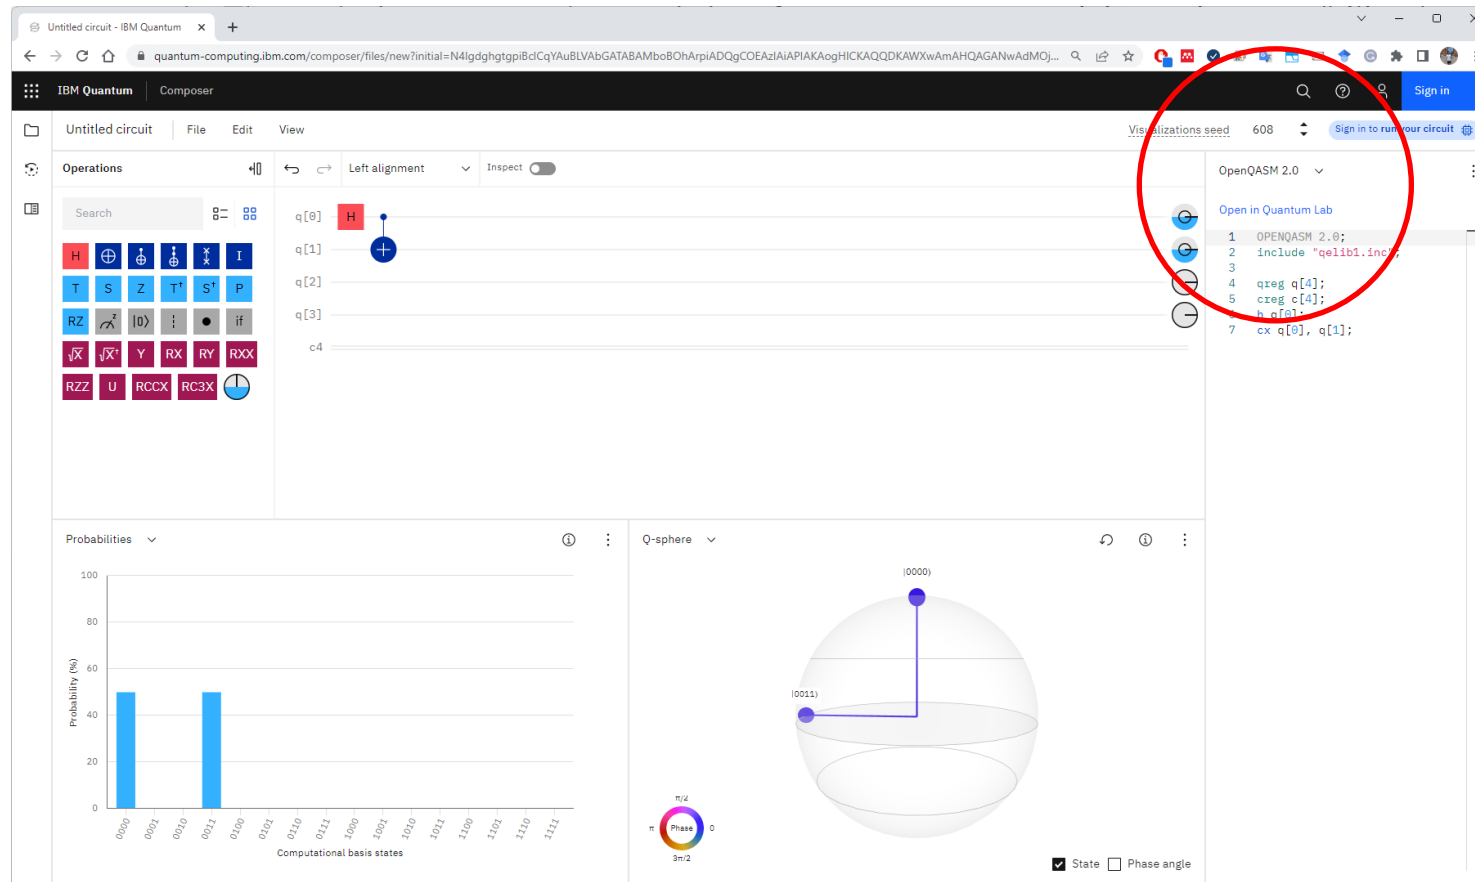 Untitled circuit - IBM Quantum
quantum-computing.ibm.com/composer/files/new?initial=N4IgdghgtgpiBcICqYAuBLVAbGATABAMboBOhArpiADQgCOEAzIAiAPIAKAogHICKAQQDKAWXwAmAHQAGANwAdMOj...
IBM Quantum Composer
Sign in
Untitled circuit File Edit View
Visualizations seed 608
Sign in to run your circuit
Operations
Left alignment
Inspect
OpenQASM 2.0
Open in Quantum Lab
Search
H I
T S Z T† S† P
RZ z |0⟩ if
√X √X† Y RX RY RXX
RZZ U RCCX RC3X
q[0] H
q[1] +
q[2]
q[3]
c4
1 OPENQASM 2.0;
2 include "qelib1.inc";
3
4 qreg q[4];
5 creg c[4];
h q[0];
7 cx q[0], q[1];
Probabilities
Probability (%)
100
80
60
40
20
0
0000 0001 0010 0011 0100 0101 0110 0111 1000 1001 1010 1011 1100 1101 1110 1111
Computational basis states
Q-sphere
|0000⟩
|0011⟩
π/2
π Phase 0
3π/2
State Phase angle